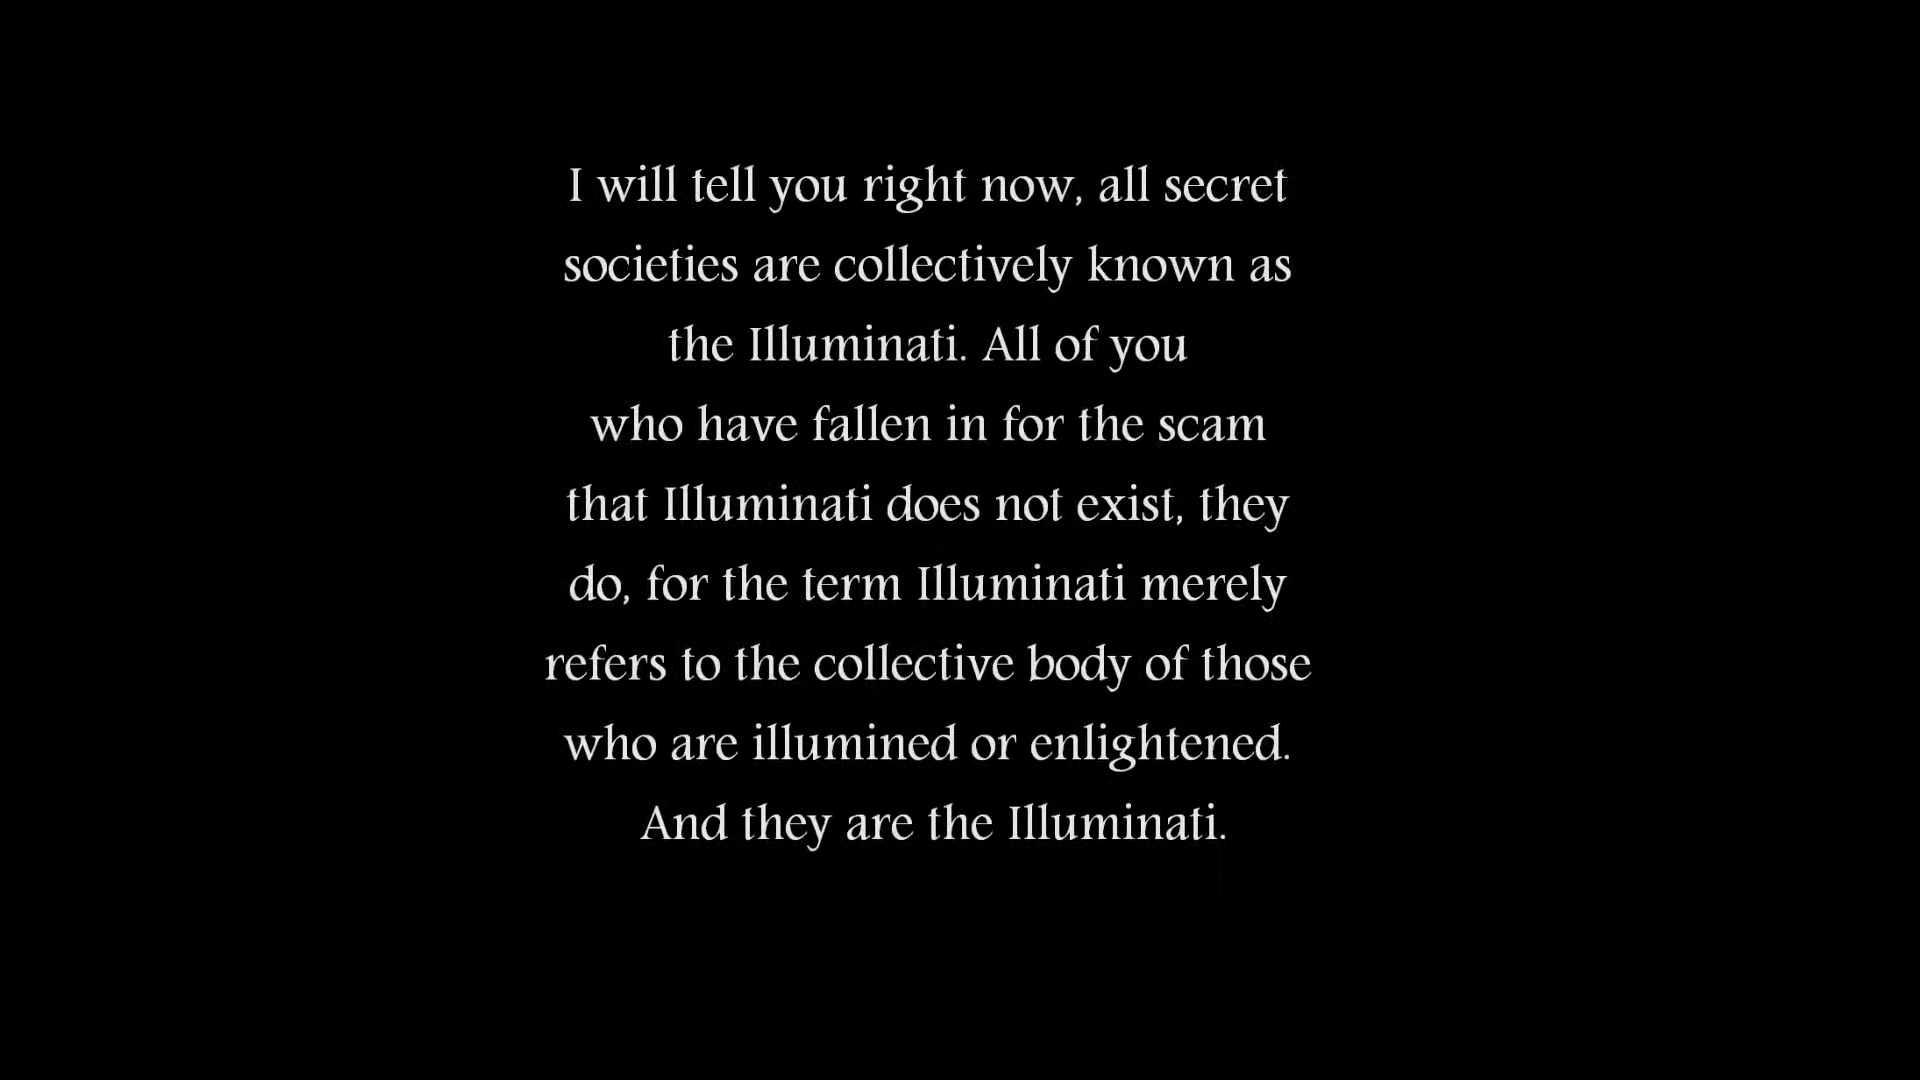 I will tell you right now, all secret
societies are collectively known as
the Illuminati. All of you
who have fallen in for the scam
that Illuminati does not exist, they
do, for the term Illuminati merely
refers to the collective body of those
who are illumined or enlightened.
And they are the Illuminati.